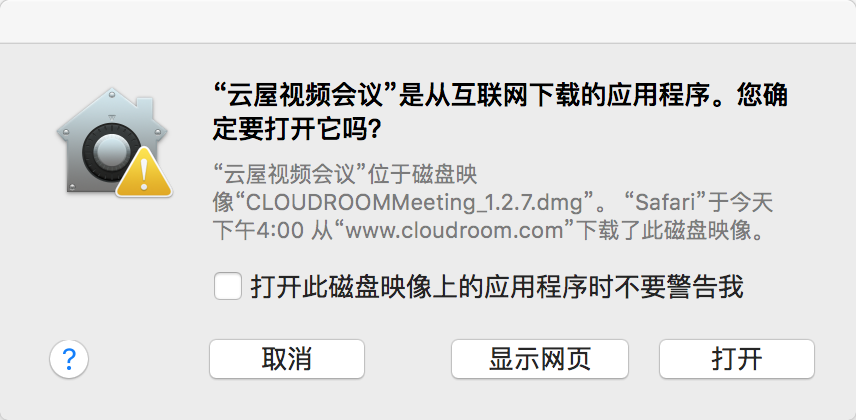 “云屋视频会议”是从互联网下载的应用程序。您确
定要打开它吗？
“云屋视频会议”位于磁盘映
像“CLOUDROOMMeeting_1.2.7.dmg”。 “Safari”于今天
下午4:00 从“www.cloudroom.com”下载了此磁盘映像。
打开此磁盘映像上的应用程序时不要警告我
? 取消 显示网页 打开